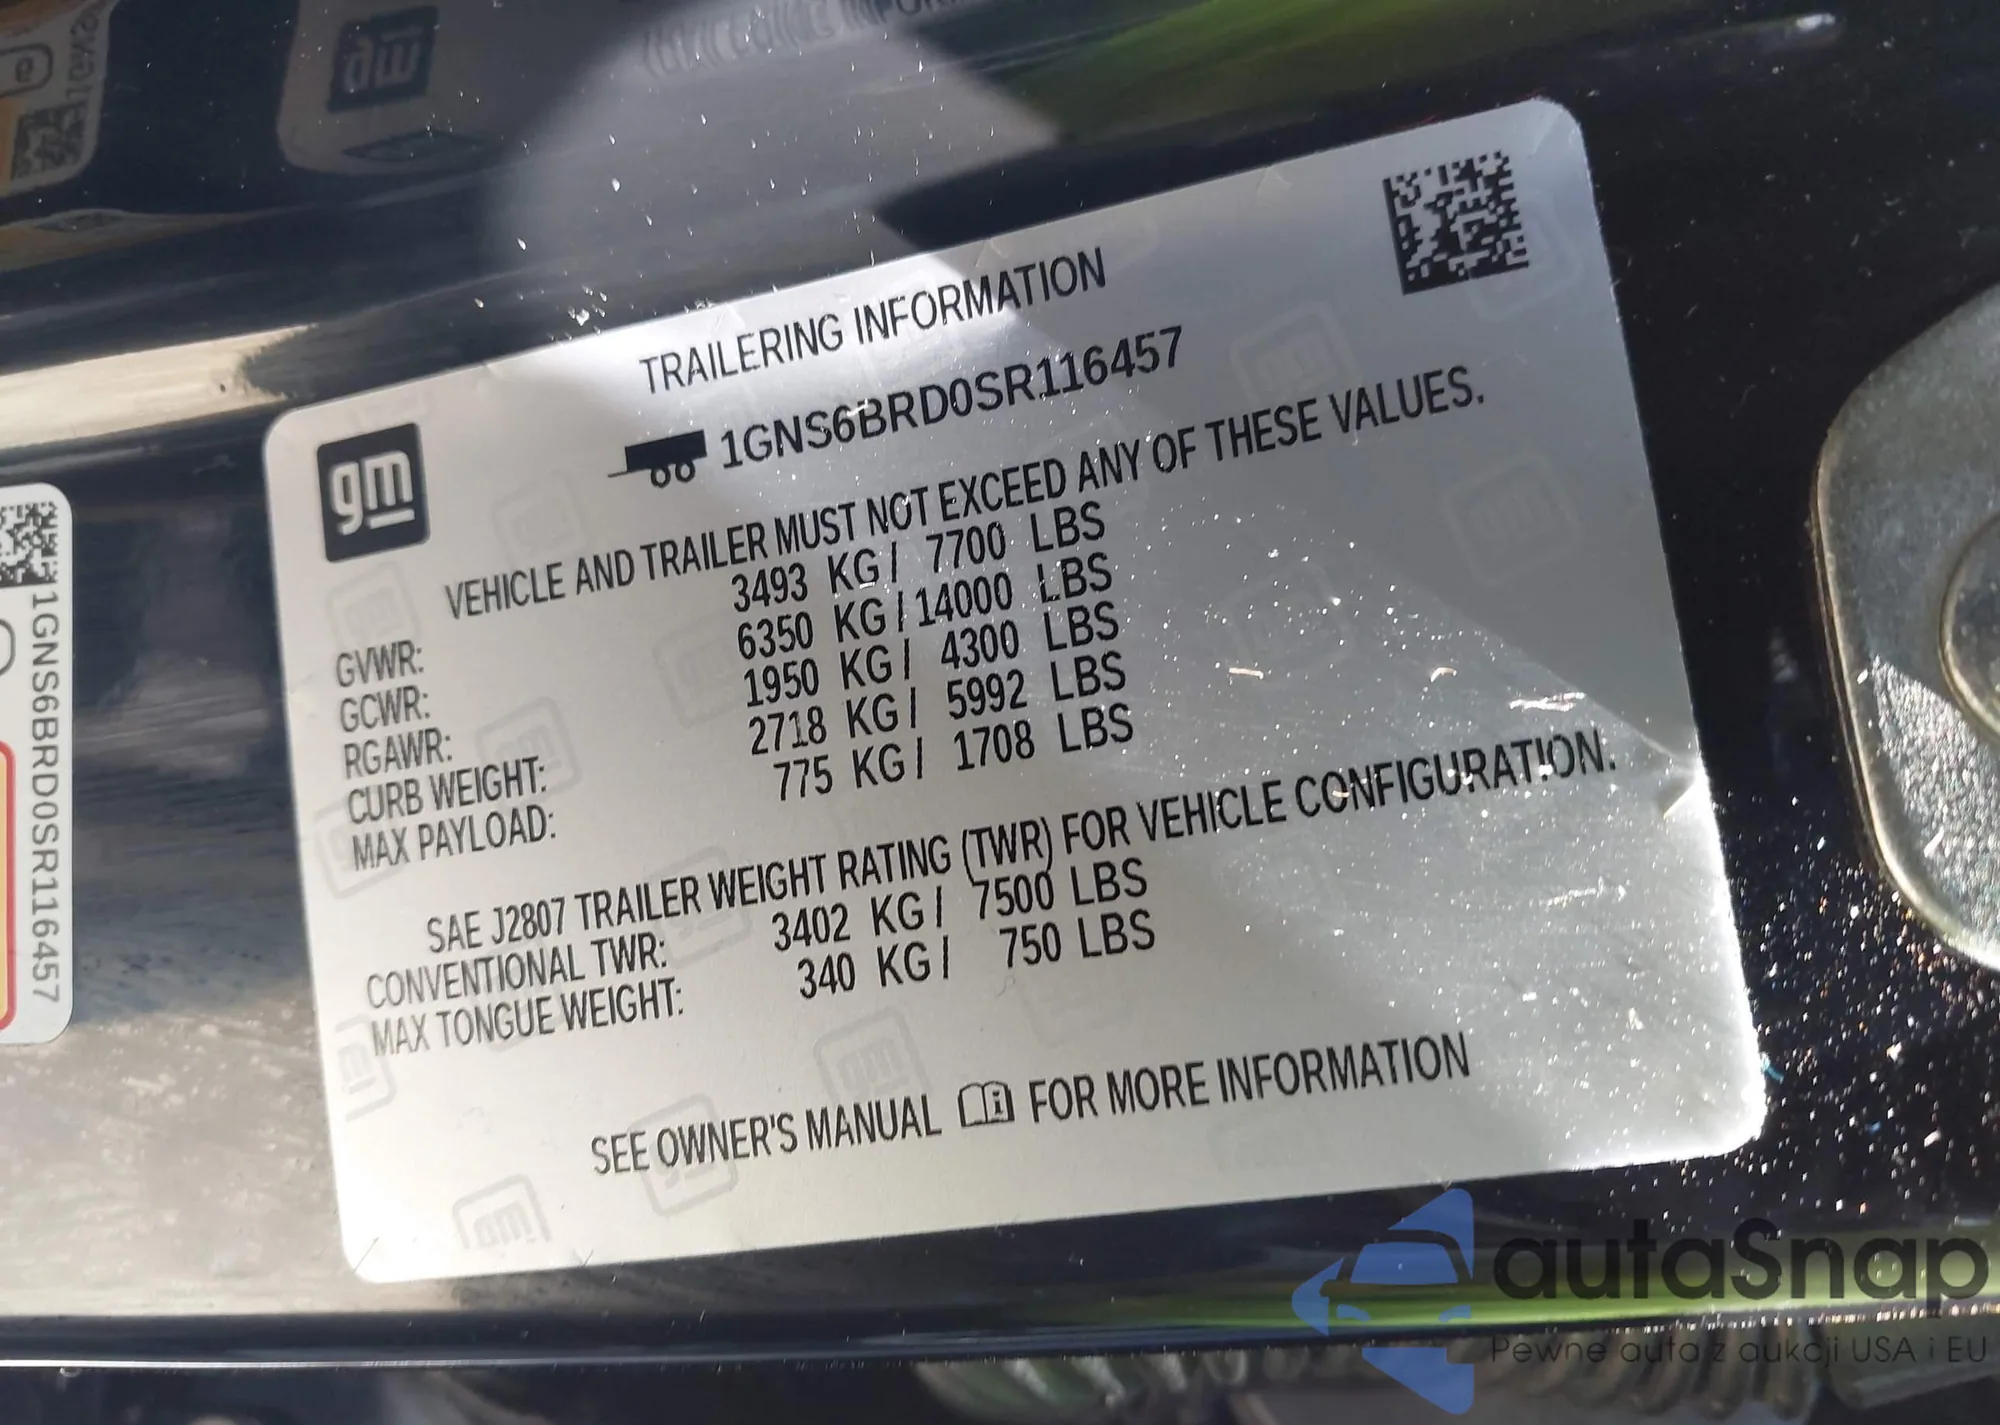 TRAILERING INFORMATION
1GNS6BRD0SR116457
gm
VEHICLE AND TRAILER MUST NOT EXCEED ANY OF THESE VALUES.
GVWR: 3493 KG/ 7700 LBS
GCWR: 6350 KG/14000 LBS
RGAWR: 1950 KG/ 4300 LBS
CURB WEIGHT: 2718 KG/ 5992 LBS
MAX PAYLOAD: 775 KG/ 1708 LBS
SAE J2807 TRAILER WEIGHT RATING (TWR) FOR VEHICLE CONFIGURATION.
CONVENTIONAL TWR: 3402 KG/ 7500 LBS
MAX TONGUE WEIGHT: 340 KG/ 750 LBS
SEE OWNER'S MANUAL FOR MORE INFORMATION
1GNS6BRD0SR116457
autaSnap
Pewne auta z aukcji USA i EU